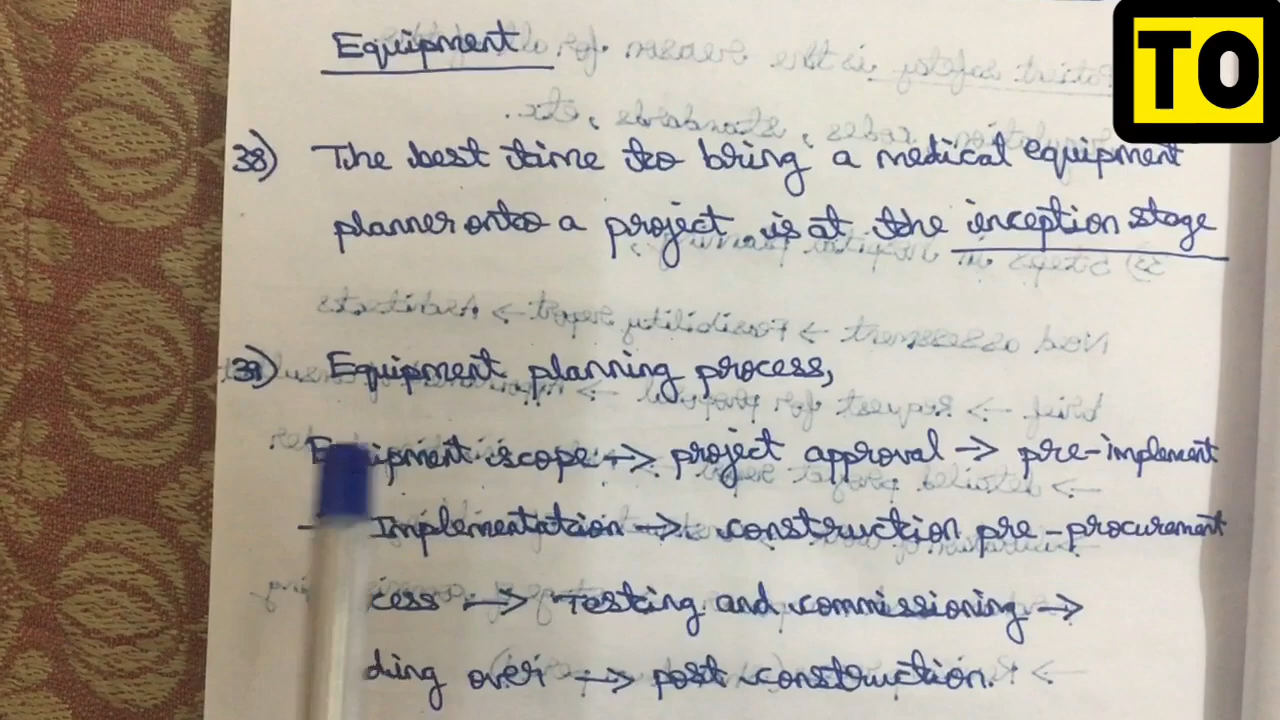 TO
Equipment
38) The best time to bring a medical equipment
planner onto a project is at the inception stage
39) Equipment planning process,
scope → project approval → pre-implement
Implementation → construction pre-procurement
cess → Testing and commissioning →
ding over → post construction.